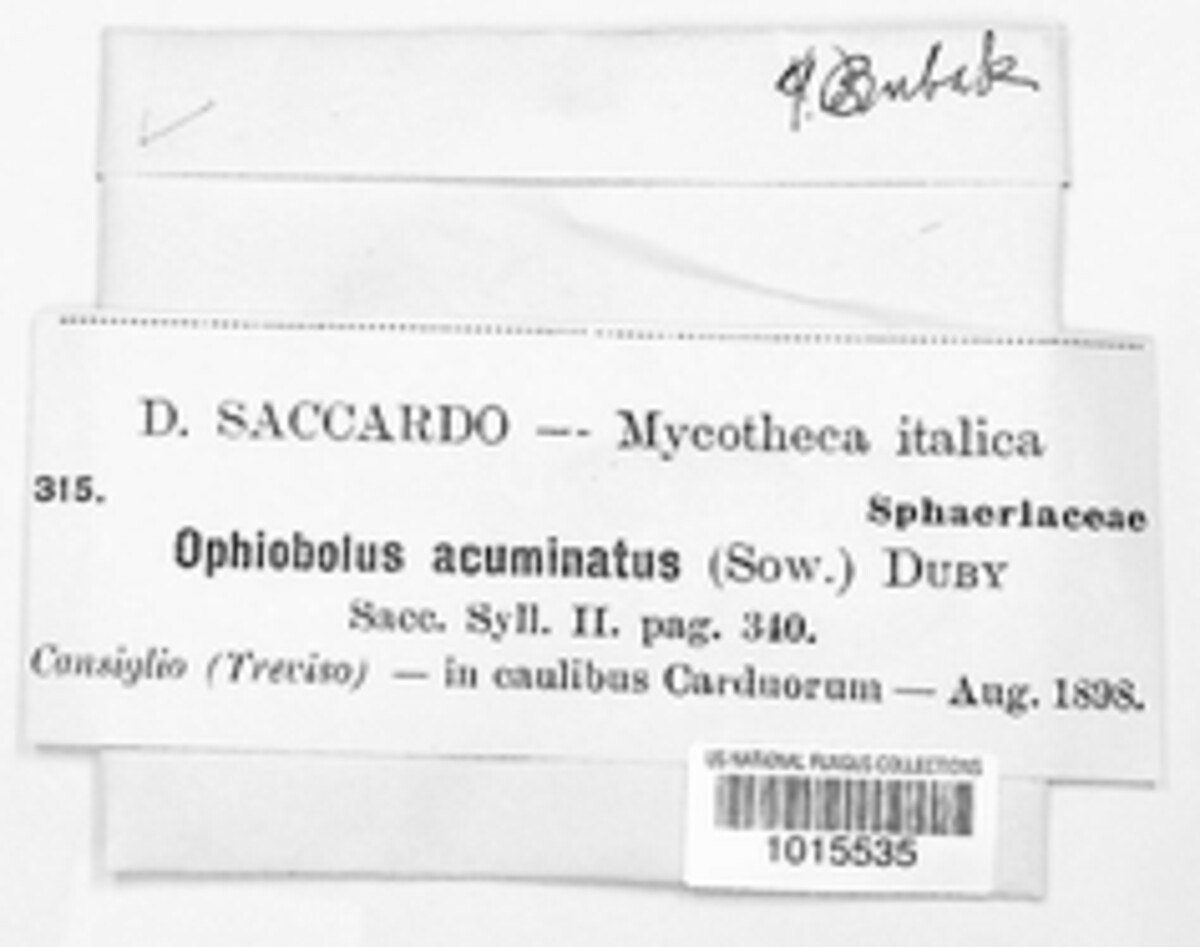 Bubak
D. SACCARDO — Mycotheca italica
315.
Sphaeriaceae
Ophiobolus acuminatus (Sow.) DUBY
Sacc. Syll. II. pag. 340.
Consiglio (Treviso) — in caulibus Carduorum — Aug. 1898.
US NATIONAL FUNGUS COLLECTIONS
1015535